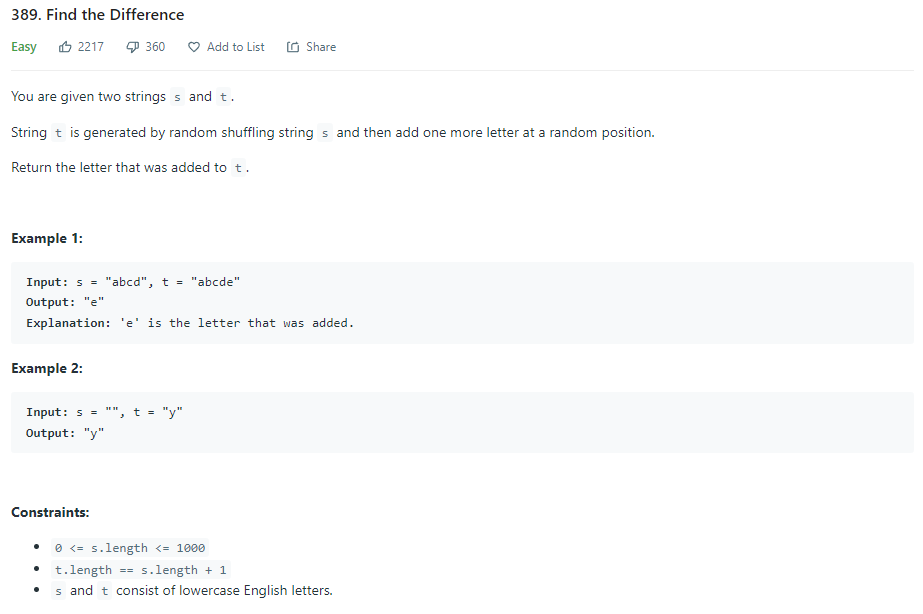 389. Find the Difference
Easy 2217 360 Add to List Share
You are given two strings s and t.
String t is generated by random shuffling string s and then add one more letter at a random position.
Return the letter that was added to t.
Example 1:
Input: s = "abcd", t = "abcde"
Output: "e"
Explanation: 'e' is the letter that was added.
Example 2:
Input: s = "", t = "y"
Output: "y"
Constraints:
• 0 <= s.length <= 1000
• t.length == s.length + 1
• s and t consist of lowercase English letters.